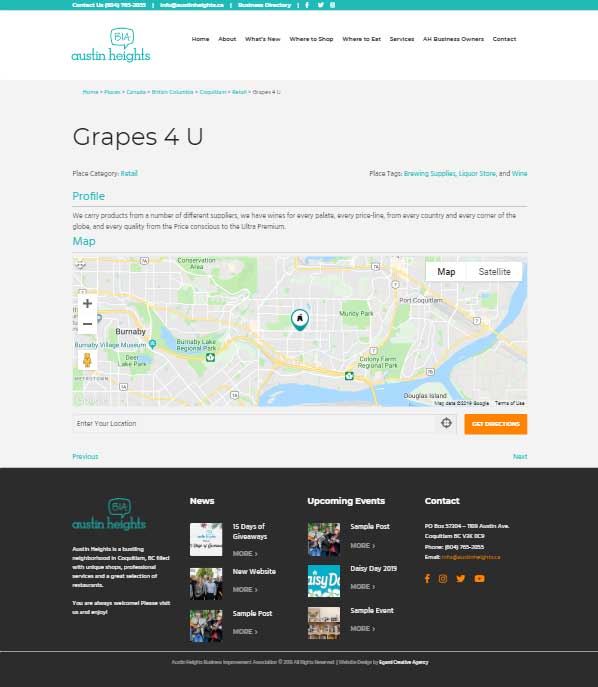 Contact Us (604) 765-2055 | info@austinheights.ca | Business Directory |
BIA
austin heights
Home About What's New Where to Shop Where to Eat Services AH Business Owners Contact
Home > Places > Canada > British Columbia > Coquitlam > Retail > Grapes 4 U
Grapes 4 U
Place Category: Retail
Place Tags: Brewing Supplies, Liquor Store, and Wine
Profile
We carry products from a number of different suppliers, we have wines for every palate, every price-line, from every country and every corner of the
globe, and every quality from the Price conscious to the Ultra Premium.
Map
Conservation
Area
7A
Map Satellite
Port Coquitlam
Mundy Park
Burnaby
Burnaby Village Museum
Burnaby Lake
Regional Park
Deer
Lake Park
Colony Farm
Regional Park
METROTOWN
Douglas Island
Google
Map data ©2019 Google Terms of Use
Enter Your Location
GET DIRECTIONS
Previous
Next
BIA
austin heights
Austin Heights is a bustling
neighborhood in Coquitlam, BC filled
with unique shops, professional
services and a great selection of
restaurants.
You are always welcome! Please visit
us and enjoy!
News
15 Days of
Giveaways
MORE >
New Website
MORE >
Sample Post
MORE >
Upcoming Events
Sample Post
MORE >
Daisy Day 2019
MORE >
Sample Event
MORE >
Contact
PO Box 57204 – 1109 Austin Ave.
Coquitlam BC V3K 0C9
Phone: (604) 765-2055
Email: info@austinheights.ca
Austin Heights Business Improvement Association © 2018 All Rights Reserved | Website Design by Egami Creative Agency